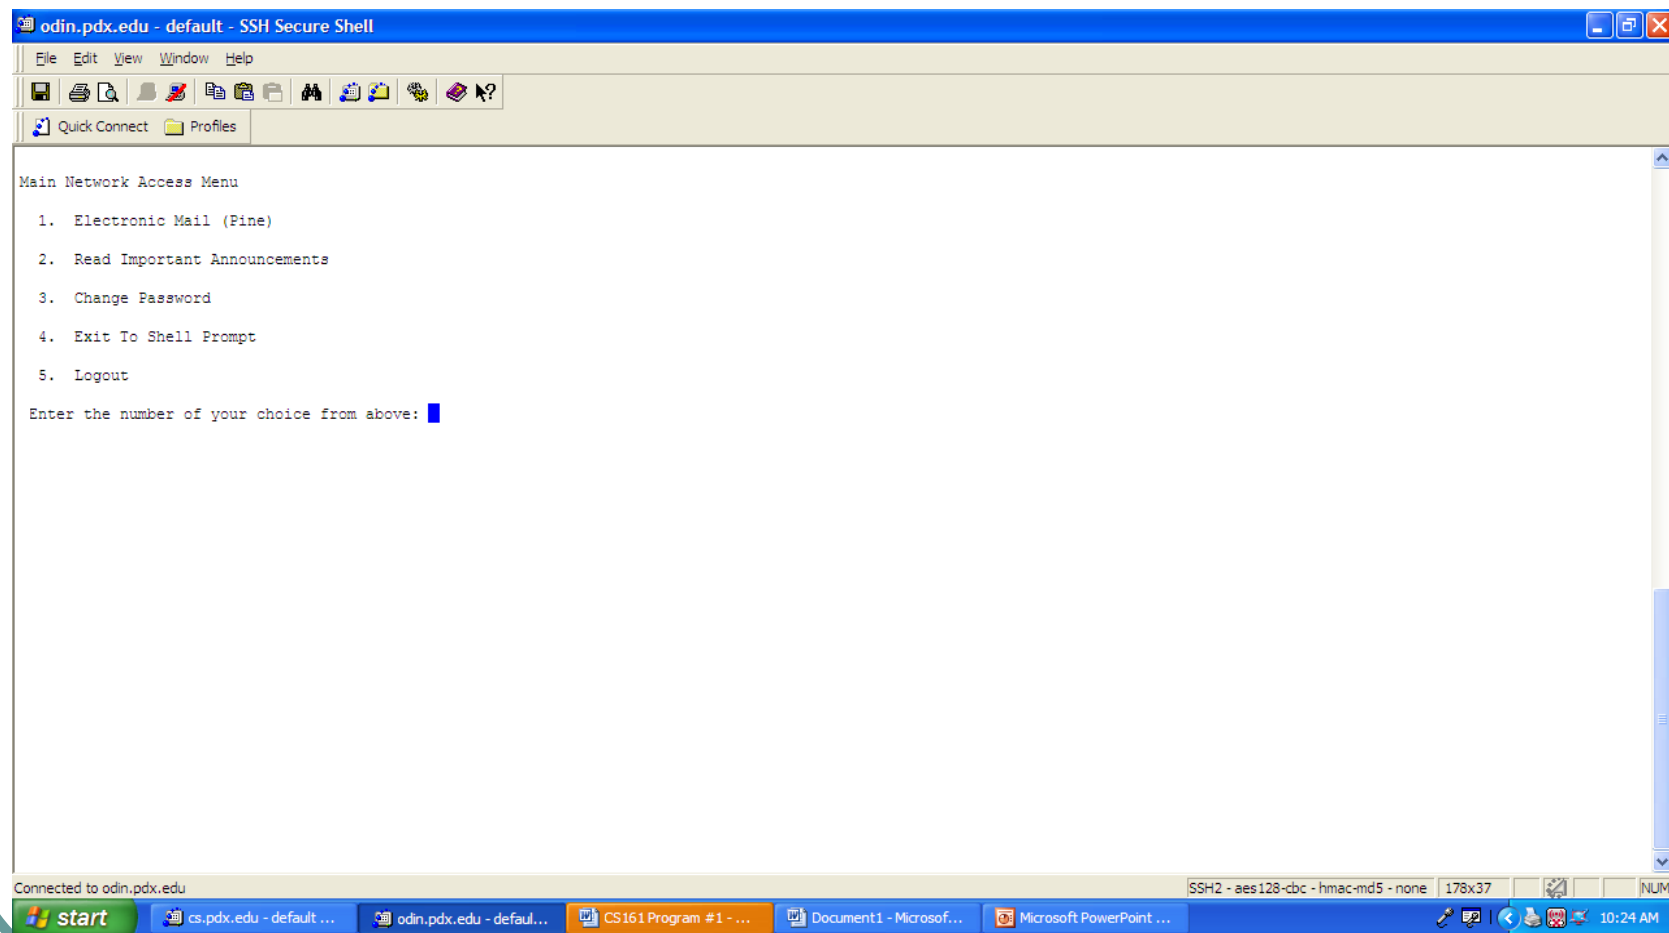 odin.pdx.edu - default - SSH Secure Shell
File Edit View Window Help
Quick Connect Profiles
Main Network Access Menu
1. Electronic Mail (Pine)
2. Read Important Announcements
3. Change Password
4. Exit To Shell Prompt
5. Logout
Enter the number of your choice from above:
Connected to odin.pdx.edu SSH2 - aes128-cbc - hmac-md5 - none 178x37 NUM
start cs.pdx.edu - default ... odin.pdx.edu - defaul... CS161 Program #1 - ... Document1 - Microsof... Microsoft PowerPoint ... 10:24 AM